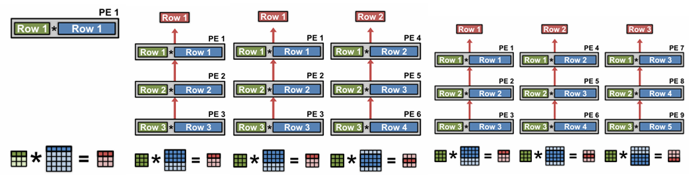 PE 1
Row 1 * Row 1
* =
Row 1
PE 1
Row 1 * Row 1
PE 2
Row 2 * Row 2
PE 3
Row 3 * Row 3
* =
Row 1
PE 1
Row 1 * Row 1
PE 2
Row 2 * Row 2
PE 3
Row 3 * Row 3
* =
Row 2
PE 4
Row 1 * Row 2
PE 5
Row 2 * Row 3
PE 6
Row 3 * Row 4
* =
Row 1
PE 1
Row 1 * Row 1
PE 2
Row 2 * Row 2
PE 3
Row 3 * Row 3
* =
Row 2
PE 4
Row 1 * Row 2
PE 5
Row 2 * Row 3
PE 6
Row 3 * Row 4
* =
Row 3
PE 7
Row 1 * Row 3
PE 8
Row 2 * Row 4
PE 9
Row 3 * Row 5
* =